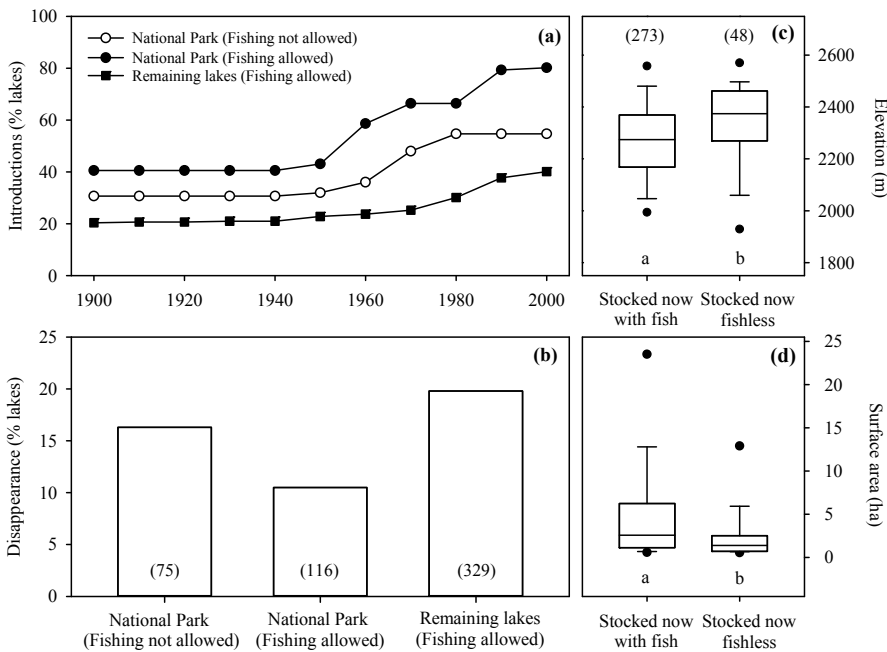 100
80
60
40
20
0
Introductions (% lakes)
National Park (Fishing not allowed)
National Park (Fishing allowed)
Remaining lakes (Fishing allowed)
(a)
1900
1920
1940
1960
1980
2000
(273)
(48)
(c)
2600
2400
2200
2000
1800
Elevation (m)
a
b
Stocked now
with fish
Stocked now
fishless
25
20
15
10
5
0
Disappearance (% lakes)
(b)
(75)
(116)
(329)
National Park
(Fishing not allowed)
National Park
(Fishing allowed)
Remaining lakes
(Fishing allowed)
(d)
25
20
15
10
5
0
Surface area (ha)
a
b
Stocked now
with fish
Stocked now
fishless